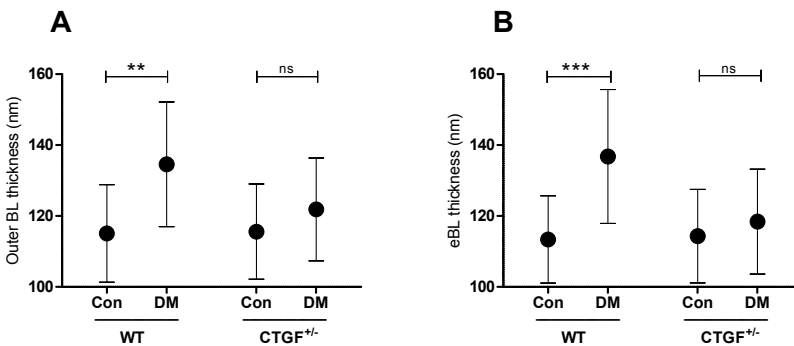 A
Outer BL thickness (nm)
160
140
120
100
**
ns
Con DM Con DM
WT CTGF+/-
B
eBL thickness (nm)
160
140
120
100
***
ns
Con DM Con DM
WT CTGF+/-